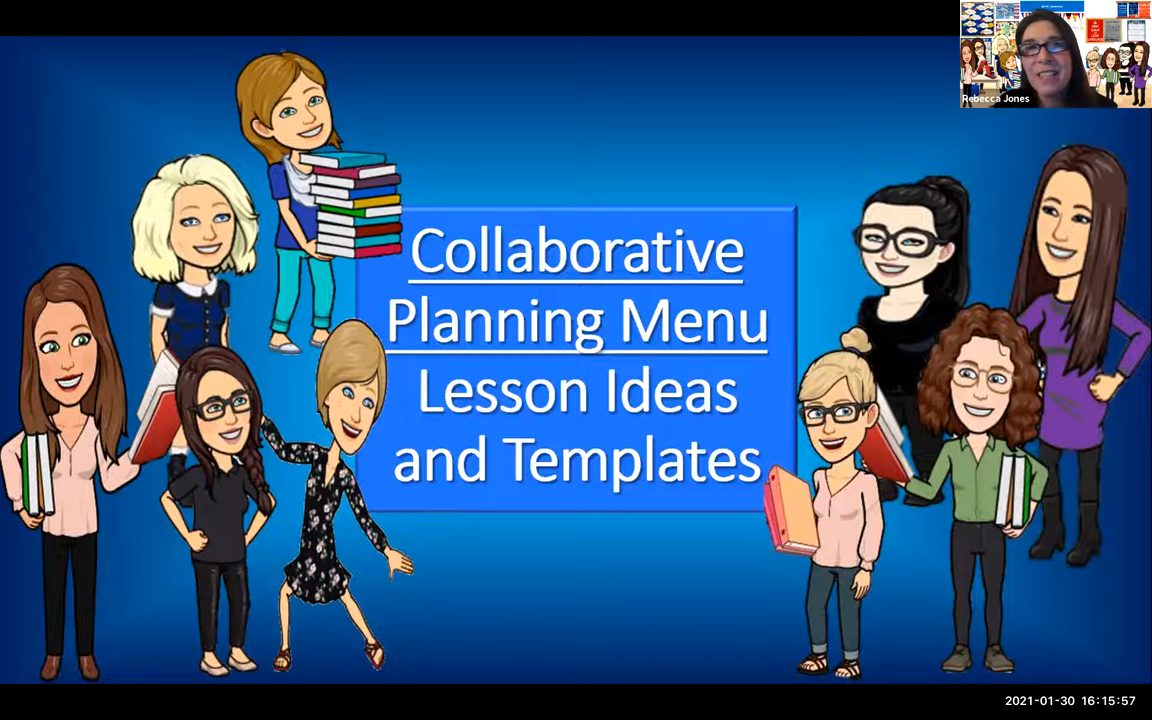 Rebecca Jones
Collaborative
Planning Menu
Lesson Ideas
and Templates
2021-01-30 16:15:57